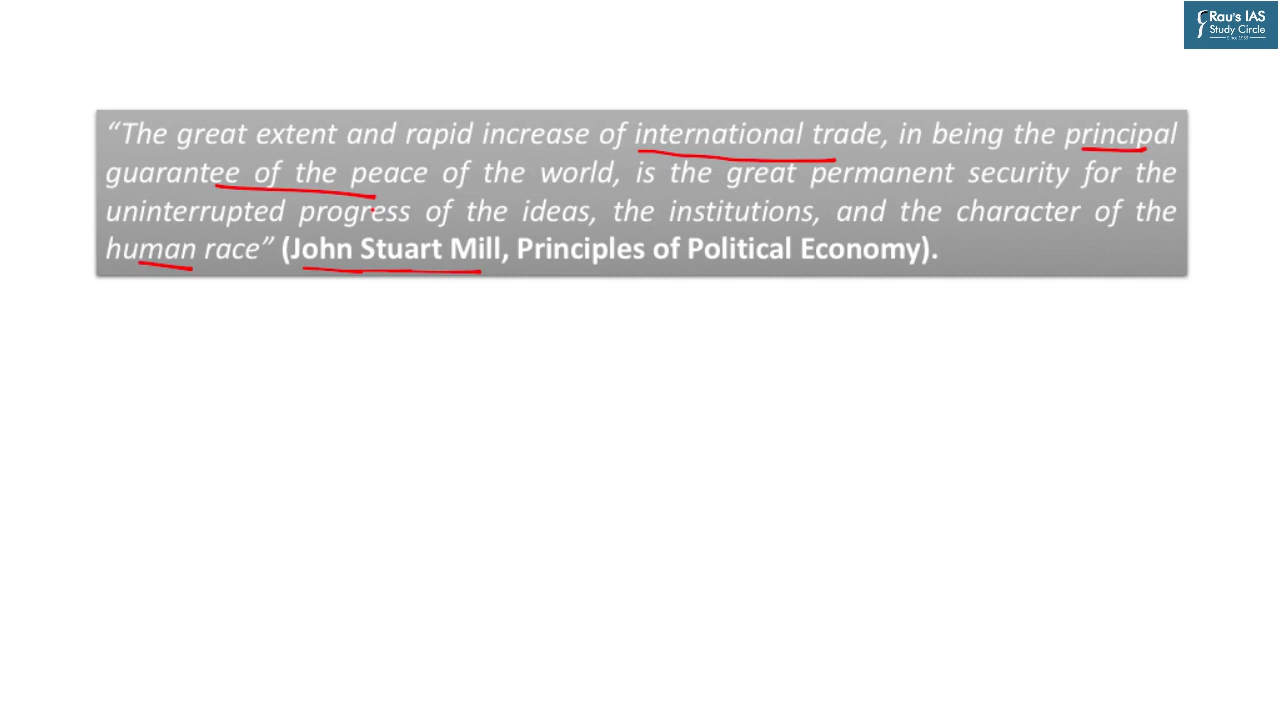 Rau's IAS
Study Circle
Since 1953
“The great extent and rapid increase of international trade, in being the principal
guarantee of the peace of the world, is the great permanent security for the
uninterrupted progress of the ideas, the institutions, and the character of the
human race” (John Stuart Mill, Principles of Political Economy).